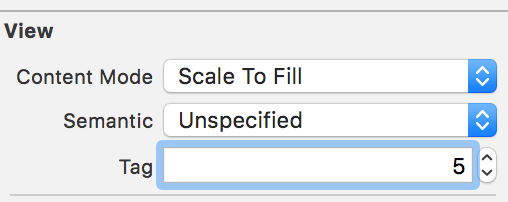 View
Content Mode Scale To Fill
Semantic Unspecified
Tag 5